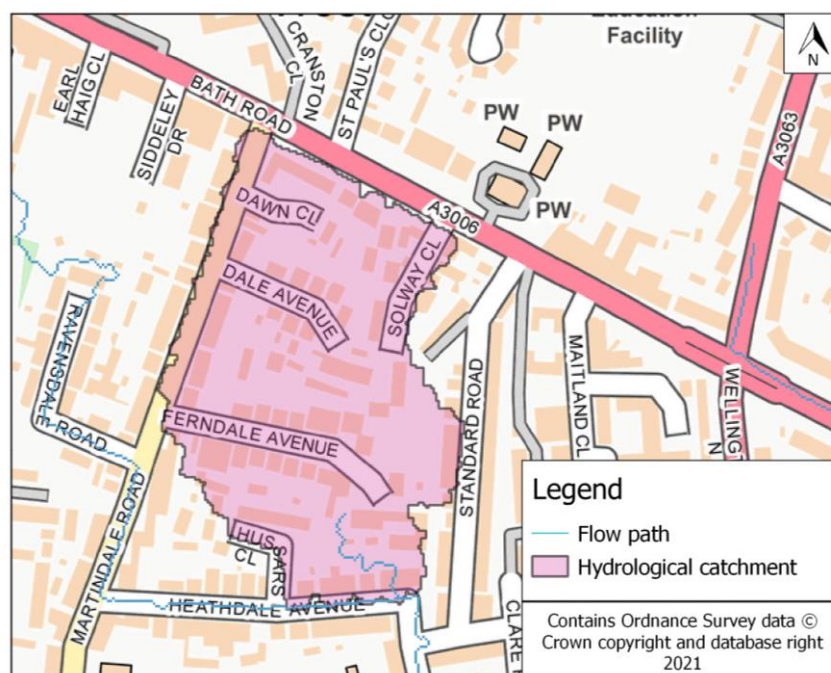 Education
Facility
N
EARL
HAIG CL
SIDDELEY
DR
BATH ROAD
CRANSTON
CL
ST PAUL'S CLO
PW
PW
PW
A3063
A3006
DAWN CL
DALE AVENUE
SOLWAY CL
RAVENSDALE ROAD
FERNDALE AVENUE
STANDARD ROAD
MAITLAND CL
WELLING
N
MARTINDALE ROAD
HUSSARS
CL
HEATHDALE AVENUE
CLARE
Legend
Flow path
Hydrological catchment
Contains Ordnance Survey data ©
Crown copyright and database right
2021